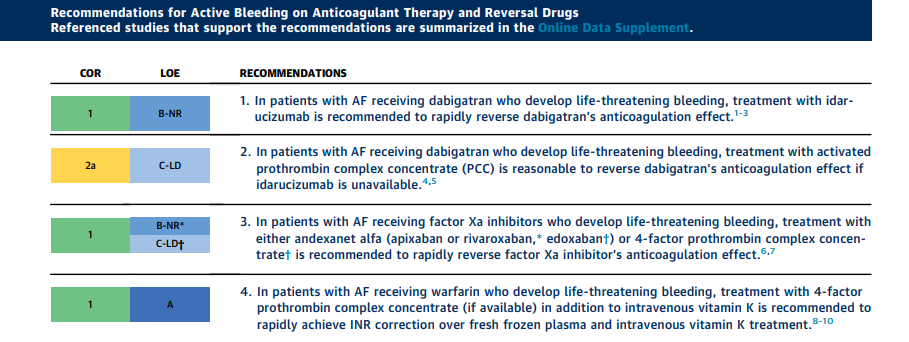 Recommendations for Active Bleeding on Anticoagulant Therapy and Reversal Drugs
Referenced studies that support the recommendations are summarized in the Online Data Supplement.
COR LOE RECOMMENDATIONS
1 B-NR 1. In patients with AF receiving dabigatran who develop life-threatening bleeding, treatment with idar-
ucizumab is recommended to rapidly reverse dabigatran's anticoagulation effect.1-3
2a C-LD 2. In patients with AF receiving dabigatran who develop life-threatening bleeding, treatment with activated
prothrombin complex concentrate (PCC) is reasonable to reverse dabigatran's anticoagulation effect if
idarucizumab is unavailable.4,5
1 B-NR* C-LD† 3. In patients with AF receiving factor Xa inhibitors who develop life-threatening bleeding, treatment with
either andexanet alfa (apixaban or rivaroxaban,* edoxaban†) or 4-factor prothrombin complex concen-
trate† is recommended to rapidly reverse factor Xa inhibitor's anticoagulation effect.6,7
1 A 4. In patients with AF receiving warfarin who develop life-threatening bleeding, treatment with 4-factor
prothrombin complex concentrate (if available) in addition to intravenous vitamin K is recommended to
rapidly achieve INR correction over fresh frozen plasma and intravenous vitamin K treatment.8-10